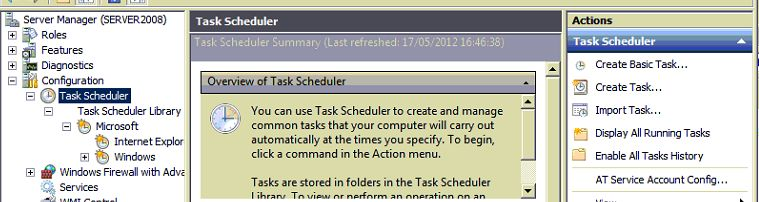 Server Manager (SERVER2008)
Roles
Features
Diagnostics
Configuration
Task Scheduler
Task Scheduler Library
Microsoft
Internet Explor
Windows
Windows Firewall with Adva
Services
WMI Control
Task Scheduler
Task Scheduler Summary (Last refreshed: 17/05/2012 16:46:38)
Overview of Task Scheduler
You can use Task Scheduler to create and manage
common tasks that your computer will carry out
automatically at the times you specify. To begin,
click a command in the Action menu.
Tasks are stored in folders in the Task Scheduler
Library. To view or perform an operation on an
Actions
Task Scheduler
Create Basic Task...
Create Task...
Import Task...
Display All Running Tasks
Enable All Tasks History
AT Service Account Config...
View